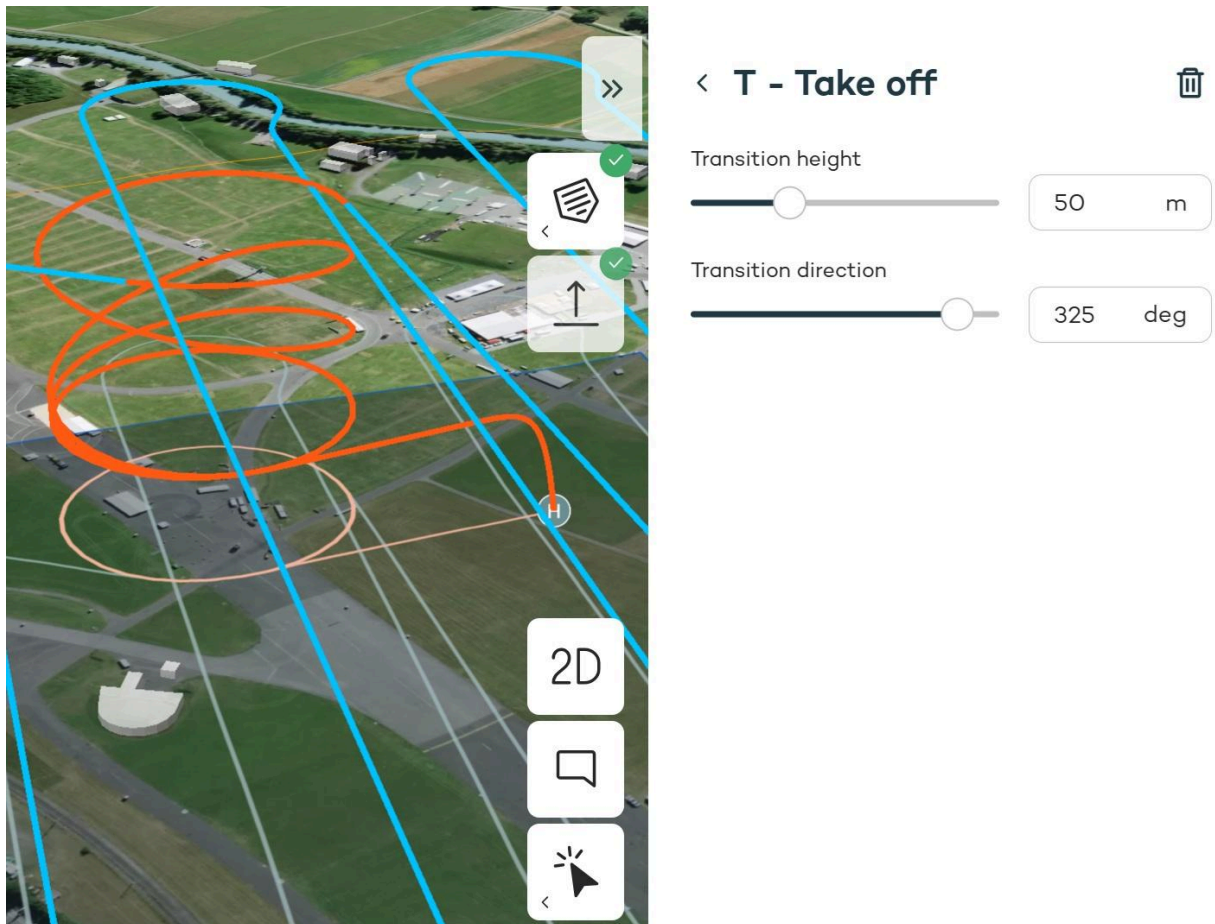 T - Take off
Transition height
50 m
Transition direction
325 deg
H
2D